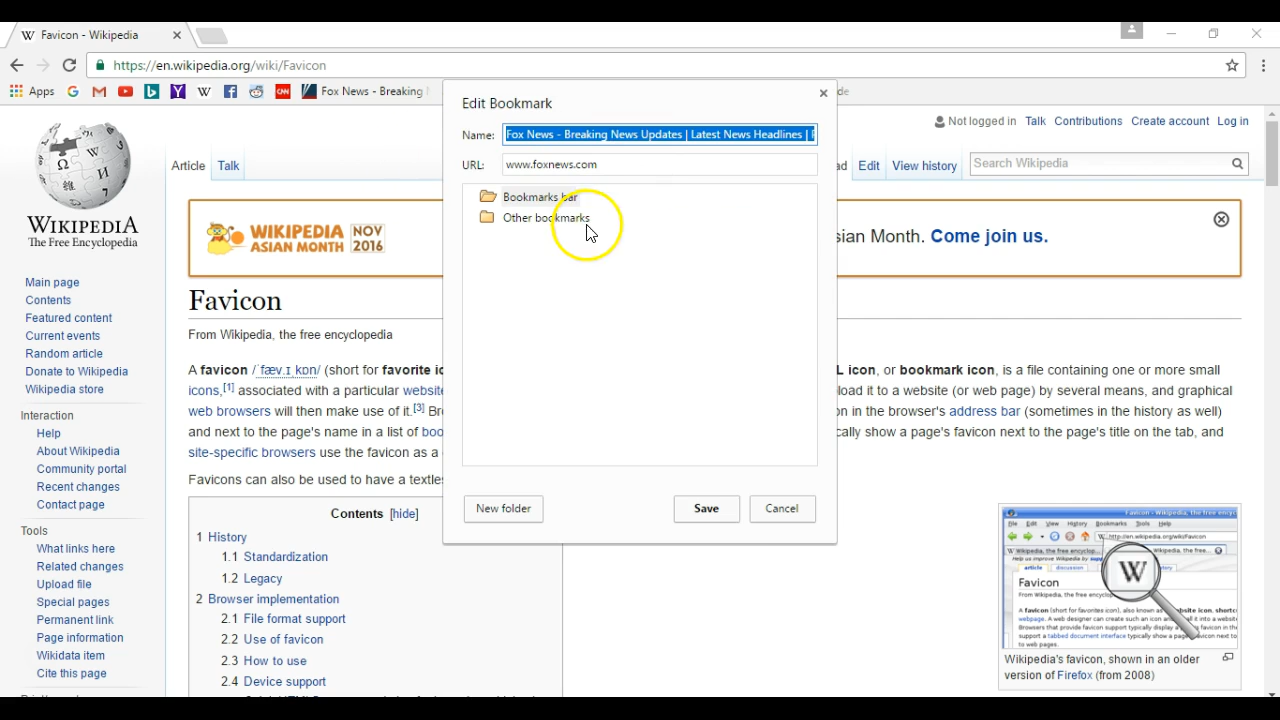 Favicon - Wikipedia
https://en.wikipedia.org/wiki/Favicon
Apps
Fox News - Breaking
Edit Bookmark
Name: Fox News - Breaking News Updates | Latest News Headlines |
URL: www.foxnews.com
Bookmarks bar
Other bookmarks
New folder
Save
Cancel
Not logged in Talk Contributions Create account Log in
Article Talk
Edit View history Search Wikipedia
WIKIPEDIA
The Free Encyclopedia
WIKIPEDIA ASIAN MONTH NOV 2016
sian Month. Come join us.
Main page
Contents
Featured content
Current events
Random article
Donate to Wikipedia
Wikipedia store
Interaction
Help
About Wikipedia
Community portal
Recent changes
Contact page
Tools
What links here
Related changes
Upload file
Special pages
Permanent link
Page information
Wikidata item
Cite this page
Favicon
From Wikipedia, the free encyclopedia
A favicon /ˈfæv.ɪˌkɒn/ (short for favorite ic
L icon, or bookmark icon, is a file containing one or more small
icons,[1] associated with a particular website
load it to a website (or web page) by several means, and graphical
web browsers will then make use of it.[3] Br
on in the browser's address bar (sometimes in the history as well)
and next to the page's name in a list of boo
cally show a page's favicon next to the page's title on the tab, and
site-specific browsers use the favicon as a
Favicons can also be used to have a textles
Contents [hide]
1 History
1.1 Standardization
1.2 Legacy
2 Browser implementation
2.1 File format support
2.2 Use of favicon
2.3 How to use
2.4 Device support
Favicon
Wikipedia's favicon, shown in an older
version of Firefox (from 2008)